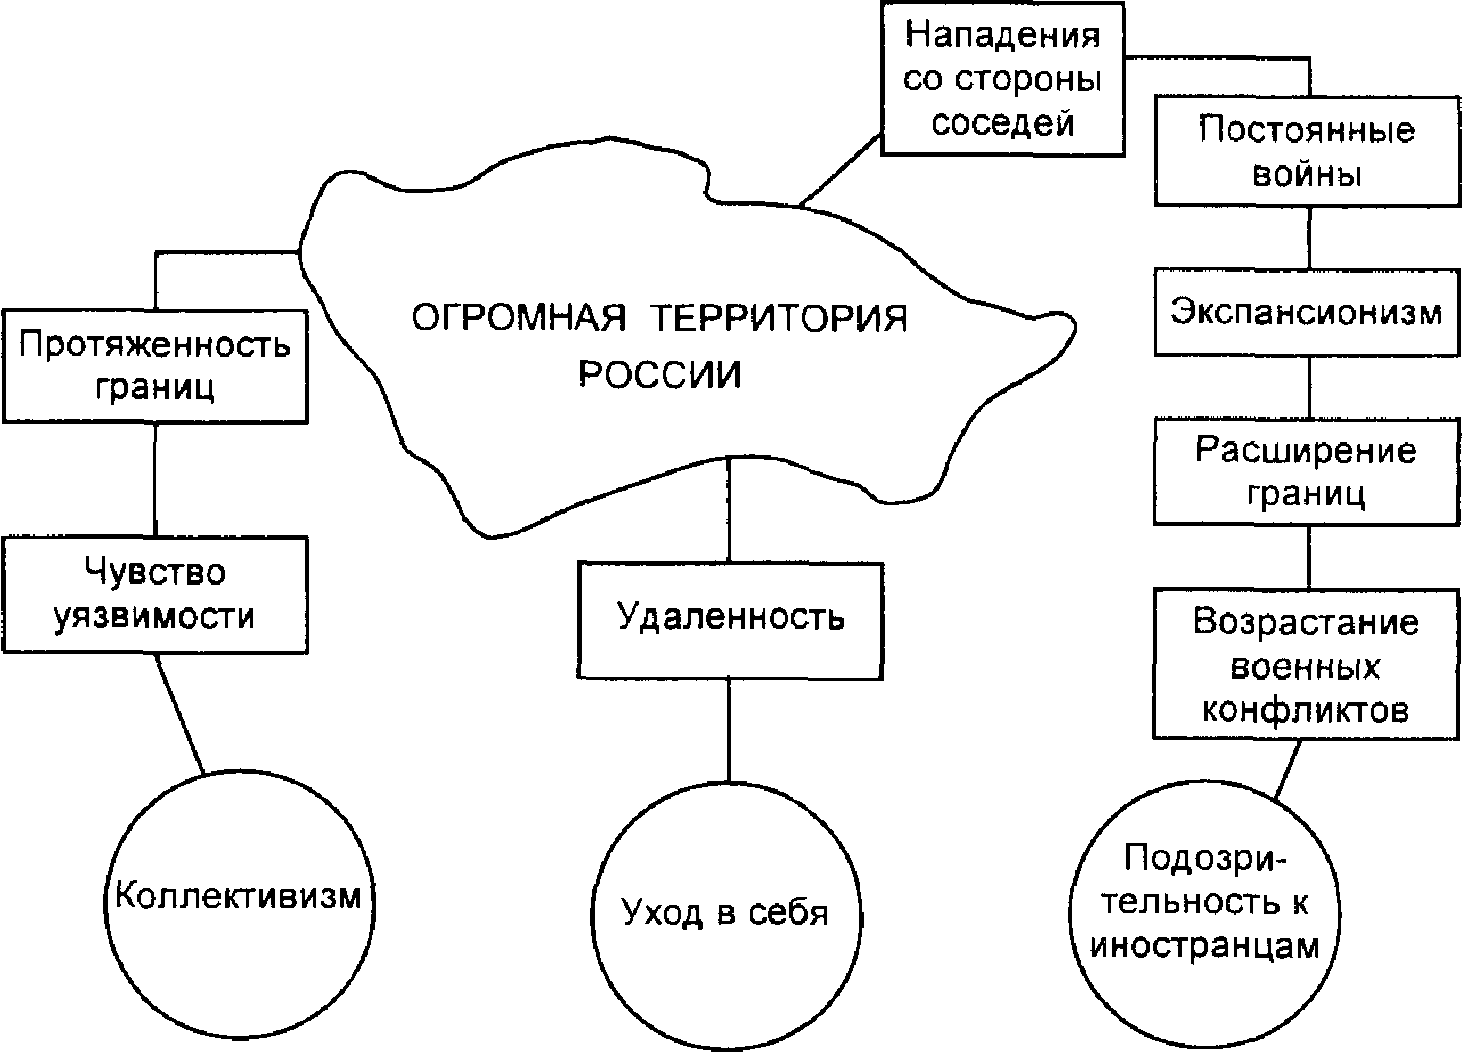 Нападения
со стороны
соседей
Постоянные
войны
ОГРОМНАЯ ТЕРРИТОРИЯ
РОССИИ
Экспансионизм
Протяженность
границ
Расширение
границ
Чувство
уязвимости
Удаленность
Возрастание
военных
конфликтов
Коллективизм
Уход в себя
Подозри-
тельность к
иностранцам